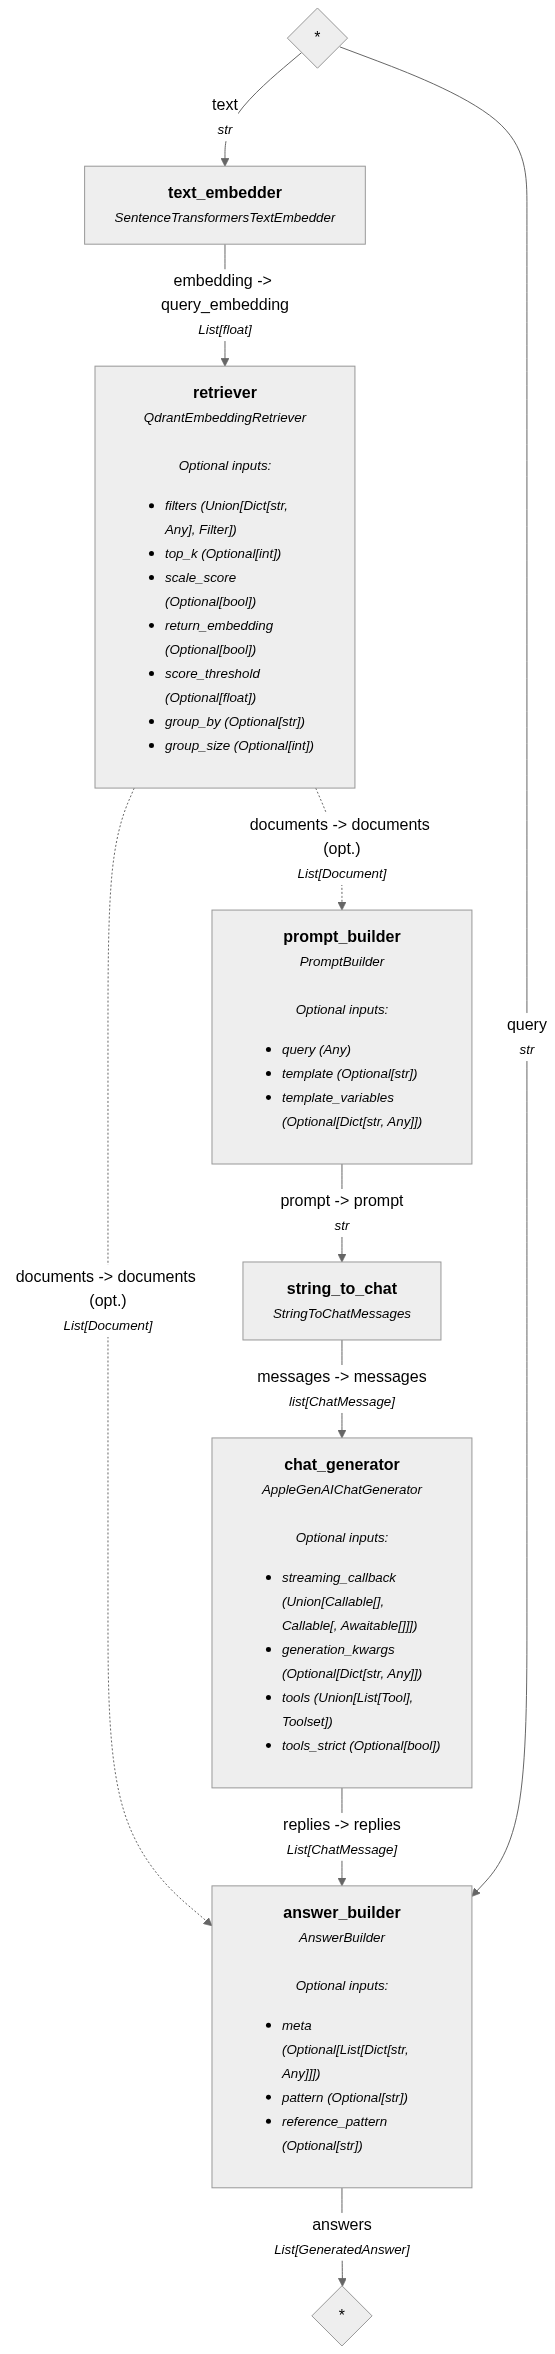 *
text
str
text_embedder
SentenceTransformersTextEmbedder
embedding ->
query_embedding
List[float]
retriever
QdrantEmbeddingRetriever
Optional inputs:
filters (Union[Dict[str,
Any], Filter])
top_k (Optional[int])
scale_score
(Optional[bool])
return_embedding
(Optional[bool])
score_threshold
(Optional[float])
group_by (Optional[str])
group_size (Optional[int])
documents -> documents
(opt.)
List[Document]
prompt_builder
PromptBuilder
Optional inputs:
query (Any)
template (Optional[str])
template_variables
(Optional[Dict[str, Any]])
query
str
prompt -> prompt
str
documents -> documents
(opt.)
List[Document]
string_to_chat
StringToChatMessages
messages -> messages
list[ChatMessage]
chat_generator
AppleGenAIChatGenerator
Optional inputs:
streaming_callback
(Union[Callable[],
Callable[, Awaitable[]]])
generation_kwargs
(Optional[Dict[str, Any]])
tools (Union[List[Tool],
Toolset])
tools_strict (Optional[bool])
replies -> replies
List[ChatMessage]
answer_builder
AnswerBuilder
Optional inputs:
meta
(Optional[List[Dict[str,
Any]]])
pattern (Optional[str])
reference_pattern
(Optional[str])
answers
List[GeneratedAnswer]
*